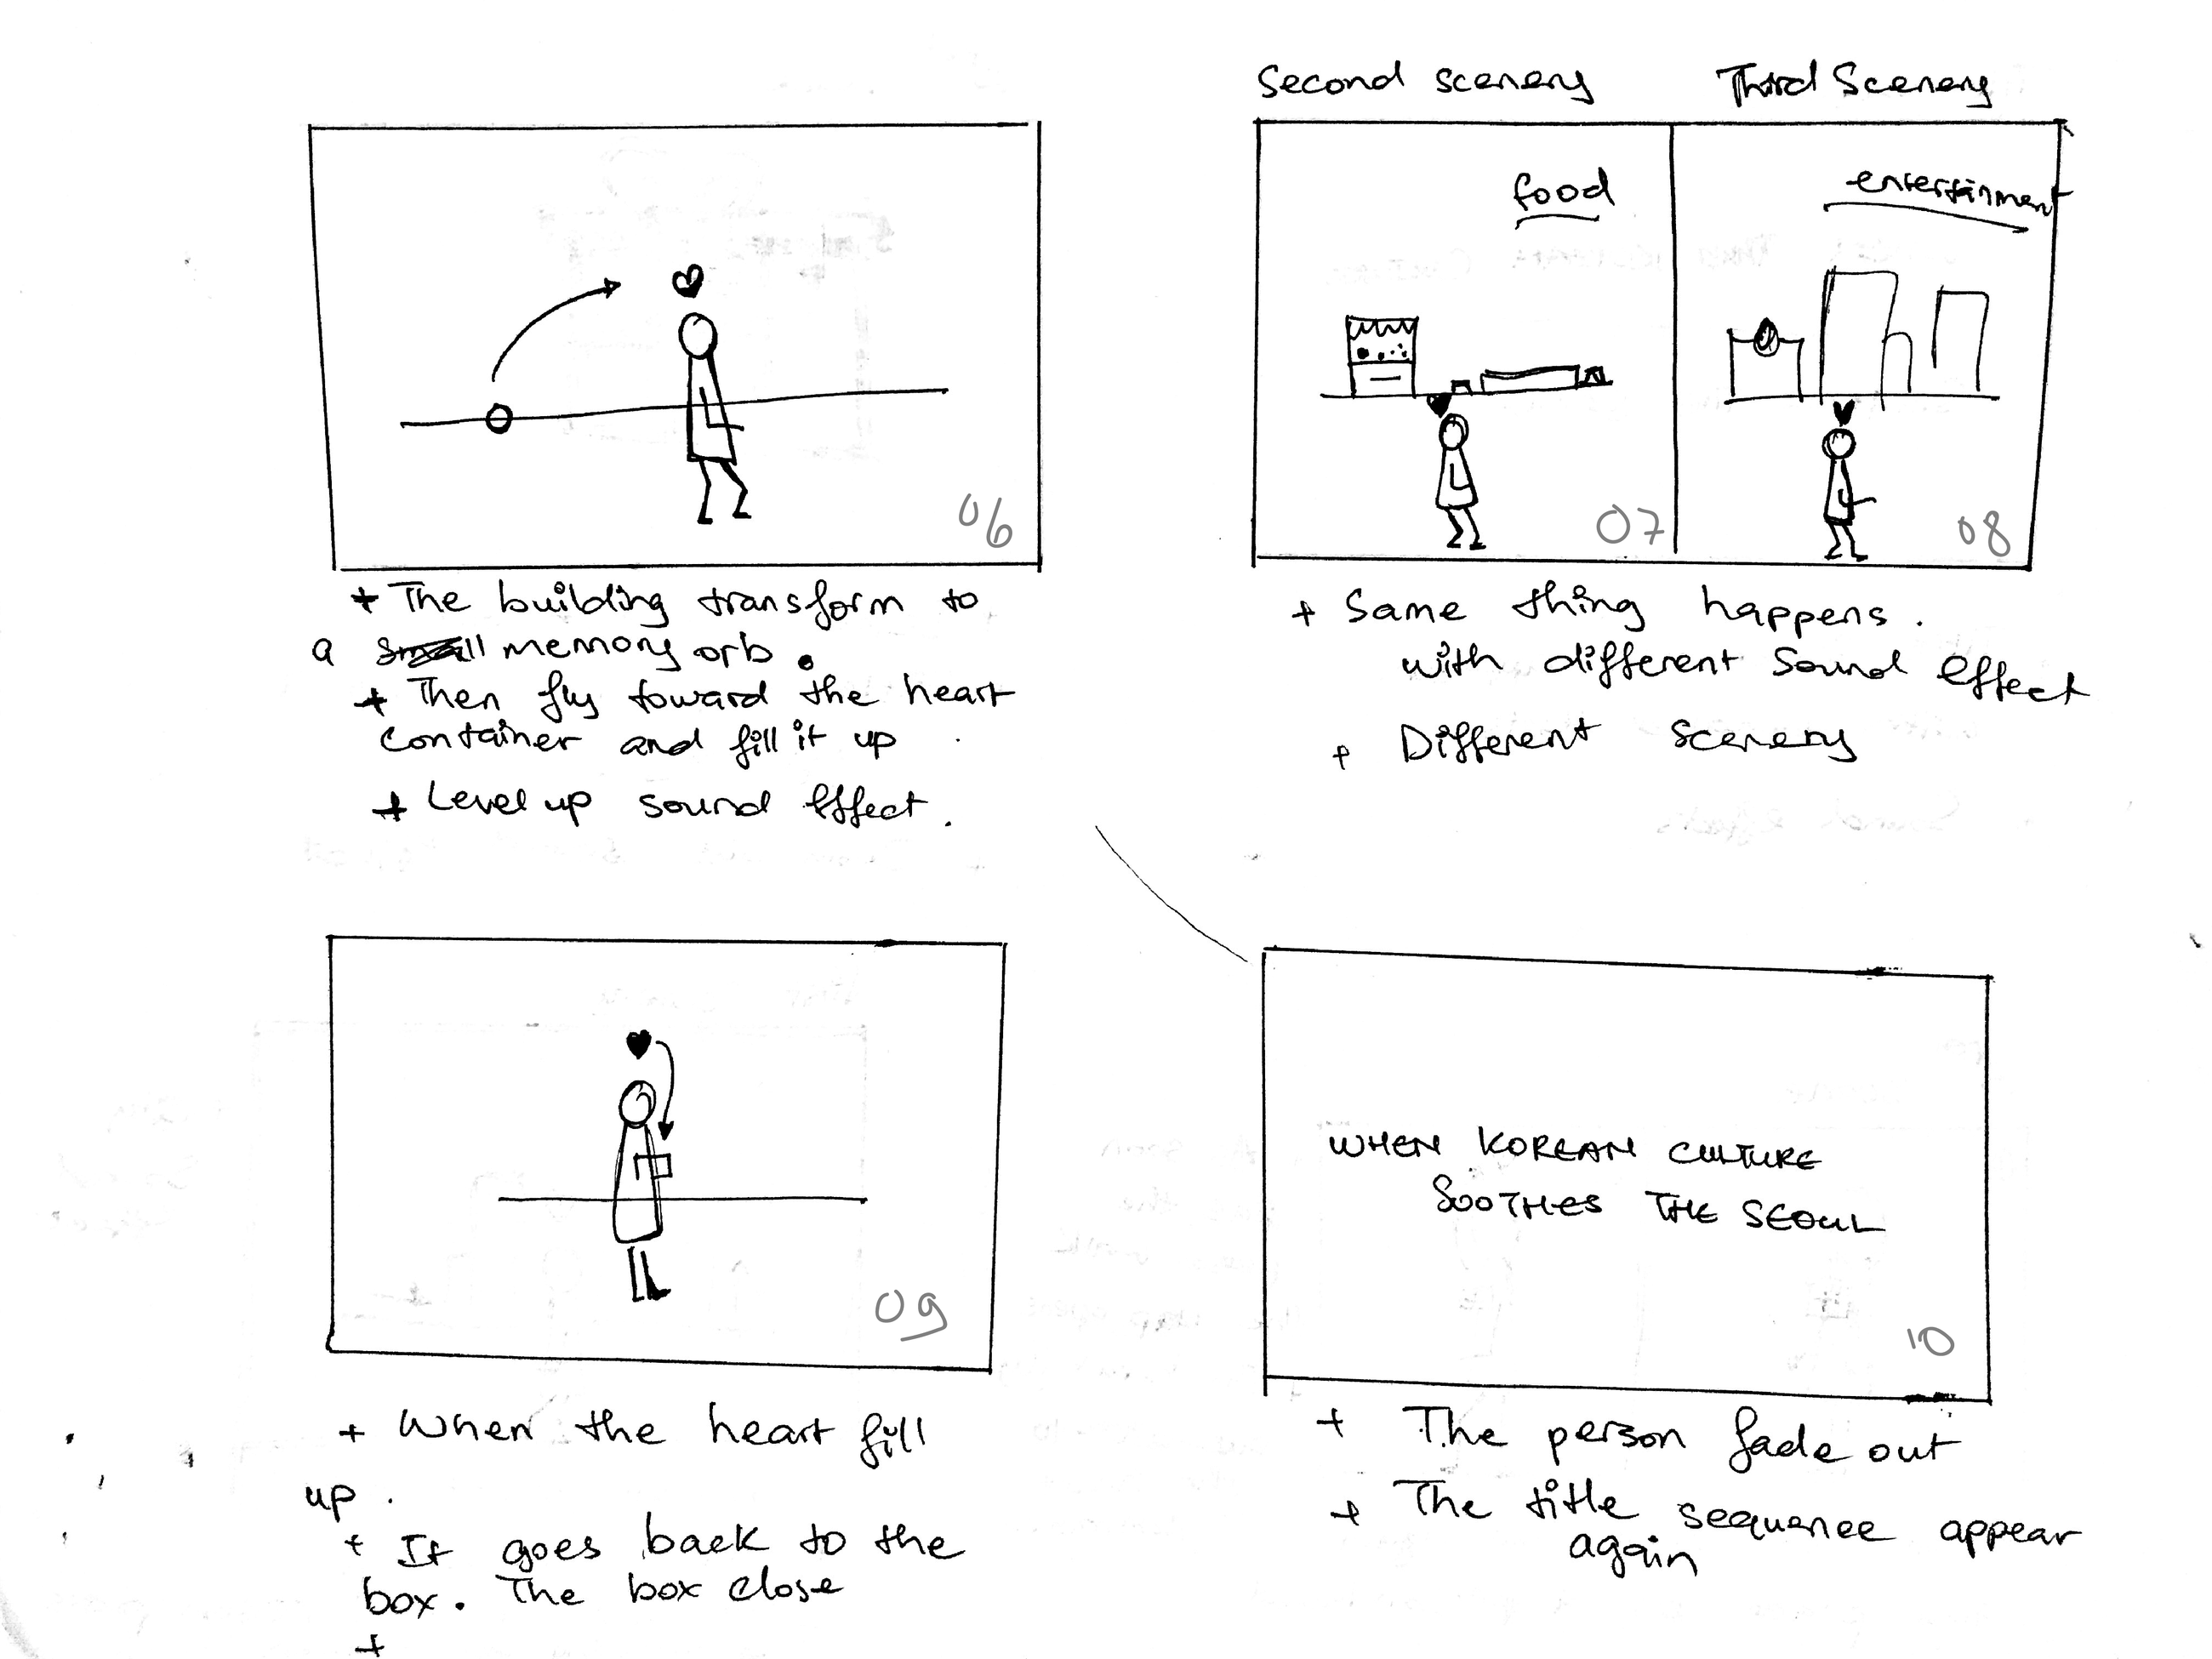 06
+ The building transform to
a small memory orb.
+ Then fly toward the heart
container and fill it up.
+ Level up sound effect.
Second scenery
Third Scenery
food
entertinment
07
08
+ Same thing happens.
with different sound effect
+ Different scenery
09
+ When the heart fill
up.
+ It goes back to the
box. The box close
+
WHEN KOREAN CULTURE
SOOTHES THE SEOUL
10
+ The person fade out
+ The title sequence appear
again